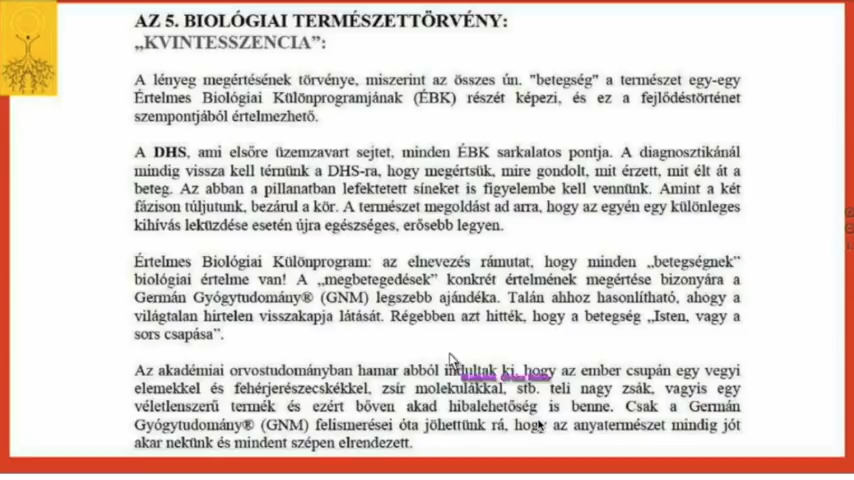 AZ 5. BIOLÓGIAI TERMÉSZETTÖRVÉNY:
„KVINTESSZENCIA”:
A lényeg megértésének törvénye, miszerint az összes ún. "betegség" a természet egy-egy
Értelmes Biológiai Különprogramjának (ÉBK) részét képezi, és ez a fejlődéstörténet
szempontjából értelmezhető.
A DHS, ami elsőre üzemzavart sejtet, minden ÉBK sarkalatos pontja. A diagnosztikánál
mindig vissza kell térnünk a DHS-ra, hogy megértsük, mire gondolt, mit érzett, mit élt át a
beteg. Az abban a pillanatban lefektetett síneket is figyelembe kell vennünk. Amint a két
fázison túljutunk, bezárul a kör. A természet megoldást ad arra, hogy az egyén egy különleges
kihívás leküzdése esetén újra egészséges, erősebb legyen.
Értelmes Biológiai Különprogram: az elnevezés rámutat, hogy minden „betegségnek”
biológiai értelme van! A „megbetegedések” konkrét értelmének megértése bizonyára a
Germán Gyógytudomány® (GNM) legszebb ajándéka. Talán ahhoz hasonlítható, ahogy a
világtalan hirtelen visszakapja látását. Régebben azt hitték, hogy a betegség „Isten, vagy a
sors csapása”.
Az akadémiai orvostudományban hamar abból indultak ki, hogy az ember csupán egy vegyi
elemekkel és fehérjerészecskékkel, zsír molekulákkal, stb. teli nagy zsák, vagyis egy
véletlenszerű termék és ezért bőven akad hibalehetőség is benne. Csak a Germán
Gyógytudomány® (GNM) felismerései óta jöhettünk rá, hogy az anyatermészet mindig jót
akar nekünk és mindent szépen elrendezett.